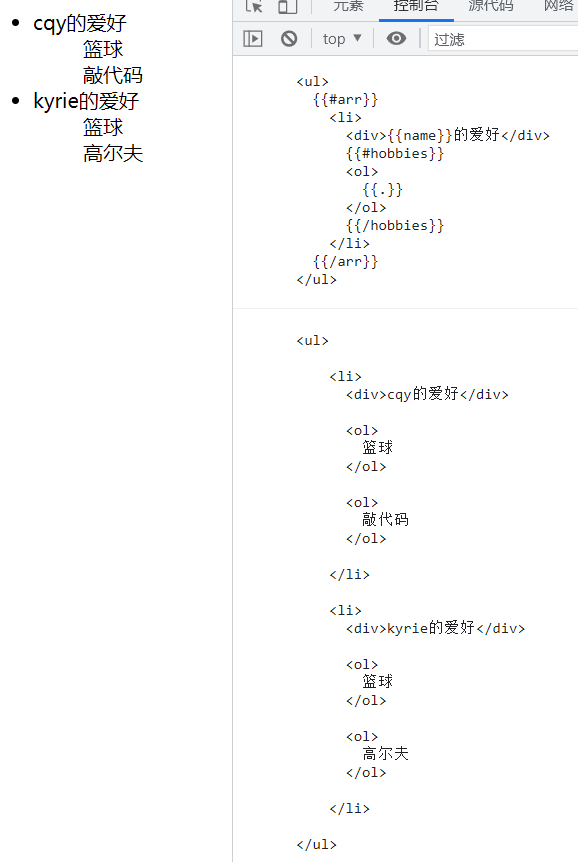 cqy的爱好
篮球
敲代码
kyrie的爱好
篮球
高尔夫
元素 控制台 源代码 网络
top ▼ 过滤
<ul>
{{#arr}}
<li>
<div>{{name}}的爱好</div>
{{#hobbies}}
<ol>
{{.}}
</ol>
{{/hobbies}}
</li>
{{/arr}}
</ul>
<ul>
<li>
<div>cqy的爱好</div>
<ol>
篮球
</ol>
<ol>
敲代码
</ol>
</li>
<li>
<div>kyrie的爱好</div>
<ol>
篮球
</ol>
<ol>
高尔夫
</ol>
</li>
</ul>